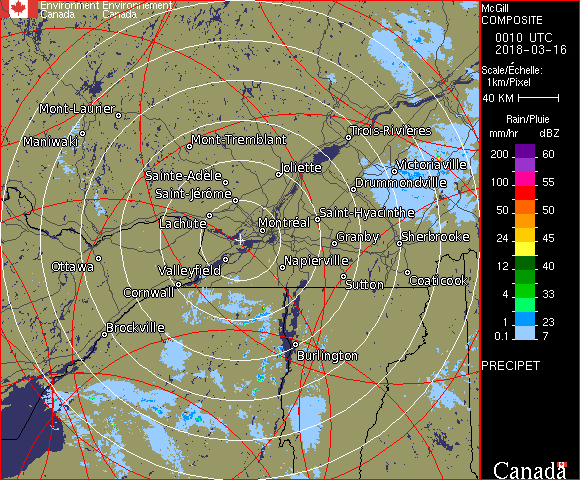 Environment Environnement
Canada Canada
McGill
COMPOSITE
0010 UTC
2018-03-16
Scale/Échelle:
1km/Pixel
40 KM
Rain/Pluie
mm/hr dBZ
200 60
150 57
100 55
50 50
24 45
12 40
4 33
1 23
0.1 7
PRECIPET
Canada
Mont-Laurier
Maniwaki
Mont-Tremblant
Trois-Rivières
Sainte-Adèle
Joliette
Victoriaville
Drummondville
Saint-Jérôme
Lachute
Montréal
Saint-Hyacinthe
Granby
Sherbrooke
Ottawa
Valleyfield
Napierville
Cornwall
Sutton
Coaticook
Brockville
Burlington